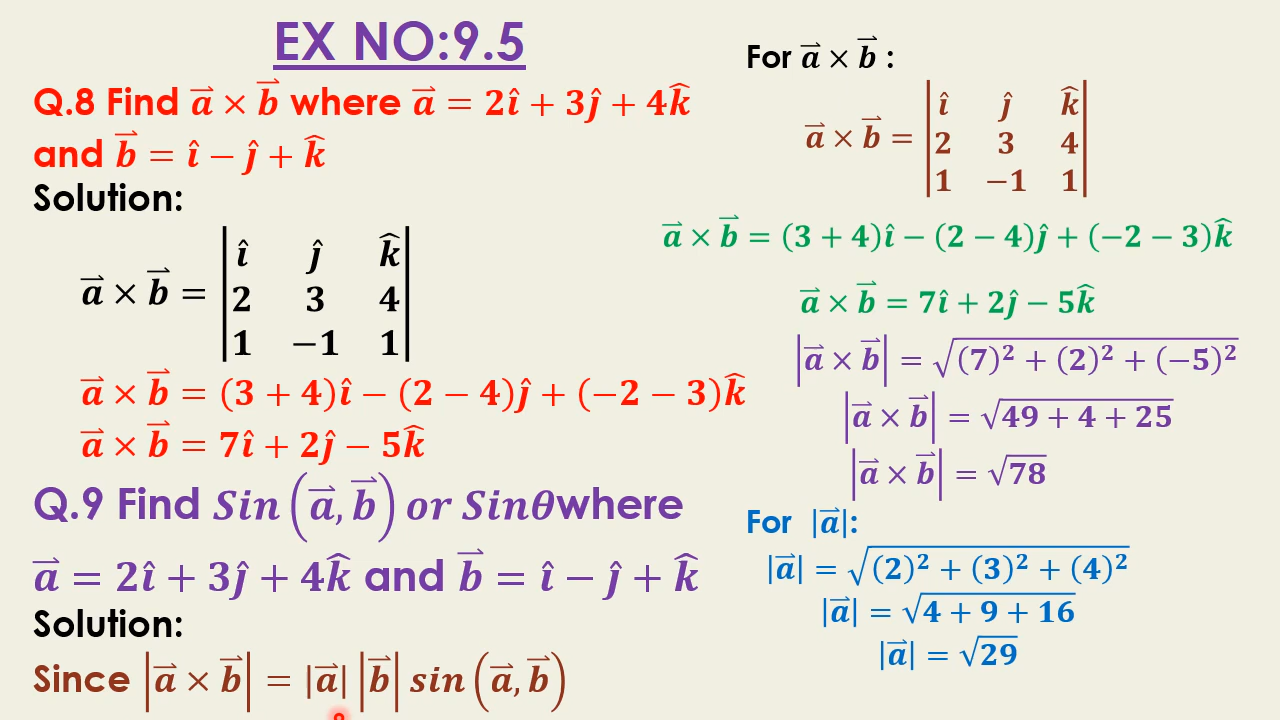 EX NO:9.5
Q.8 Find a⃗ × b⃗ where a⃗ = 2î + 3ĵ + 4k̂
and b⃗ = î − ĵ + k̂
Solution:
a⃗ × b⃗ = | î ĵ k̂ |
| 2 3 4 |
| 1 −1 1 |
a⃗ × b⃗ = (3 + 4)î − (2 − 4)ĵ + (−2 − 3)k̂
a⃗ × b⃗ = 7î + 2ĵ − 5k̂
Q.9 Find Sin(a⃗, b⃗) or Sinθwhere
a⃗ = 2î + 3ĵ + 4k̂ and b⃗ = î − ĵ + k̂
Solution:
Since |a⃗ × b⃗| = |a⃗| |b⃗| sin(a⃗, b⃗)
For a⃗ × b⃗ :
a⃗ × b⃗ = | î ĵ k̂ |
| 2 3 4 |
| 1 −1 1 |
a⃗ × b⃗ = (3 + 4)î − (2 − 4)ĵ + (−2 − 3)k̂
a⃗ × b⃗ = 7î + 2ĵ − 5k̂
|a⃗ × b⃗| = √((7)² + (2)² + (−5)²)
|a⃗ × b⃗| = √(49 + 4 + 25)
|a⃗ × b⃗| = √78
For |a⃗|:
|a⃗| = √((2)² + (3)² + (4)²)
|a⃗| = √(4 + 9 + 16)
|a⃗| = √29